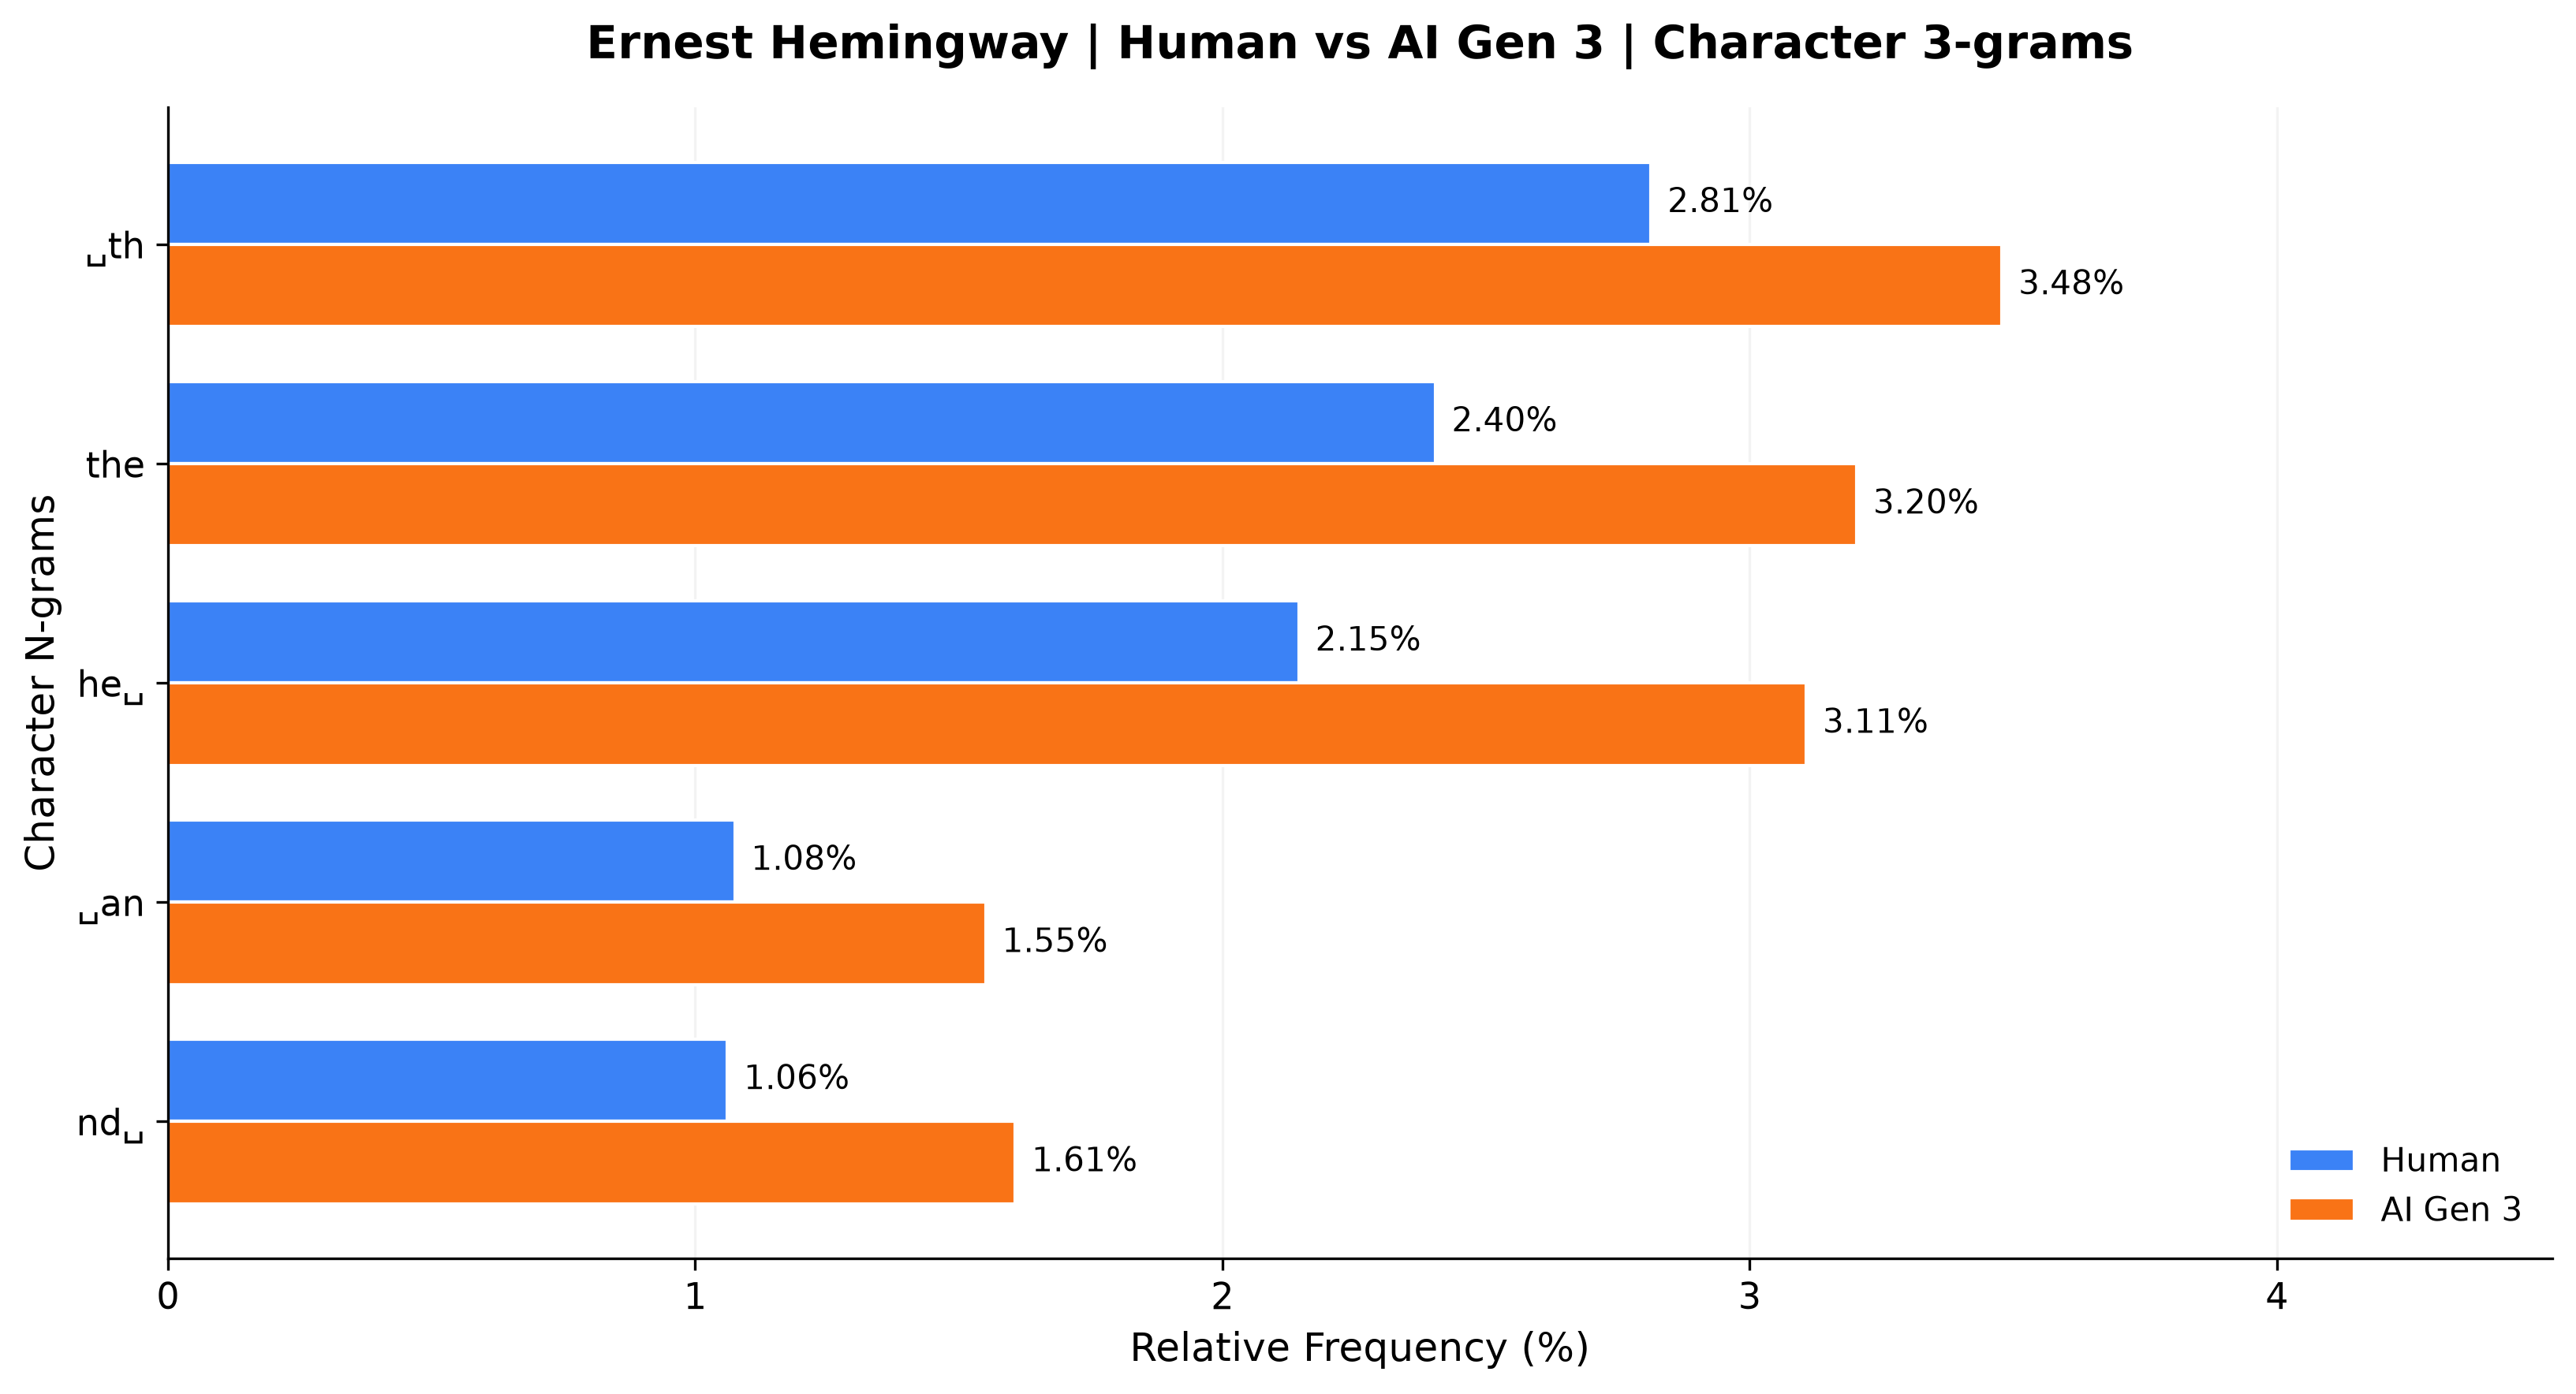 Ernest Hemingway | Human vs AI Gen 3 | Character 3-grams
Character N-grams
␣th
2.81%
3.48%
the
2.40%
3.20%
he␣
2.15%
3.11%
␣an
1.08%
1.55%
nd␣
1.06%
1.61%
Human
AI Gen 3
0 1 2 3 4
Relative Frequency (%)